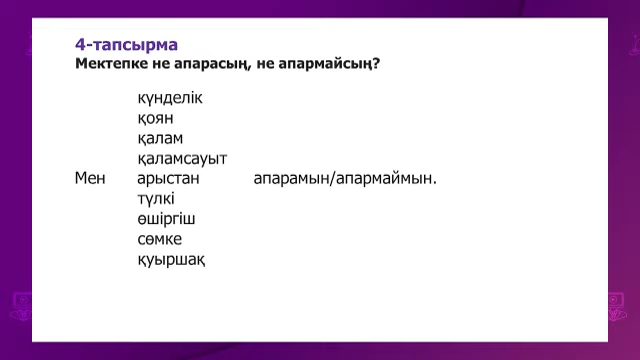 4-тапсырма
Мектепке не апарасың, не апармайсың?
күнделік
қоян
қалам
қаламсауыт
Мен арыстан апарамын/апармаймын.
түлкі
өшіргіш
сөмке
қуыршақ